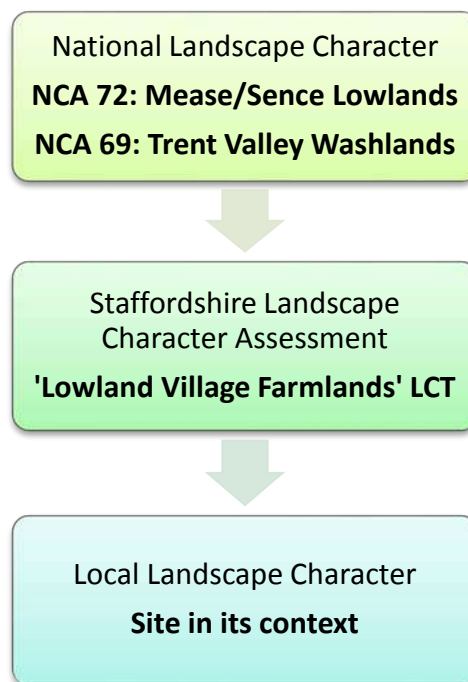 National Landscape Character
NCA 72: Mease/Sence Lowlands
NCA 69: Trent Valley Washlands
Staffordshire Landscape
Character Assessment
'Lowland Village Farmlands' LCT
Local Landscape Character
Site in its context